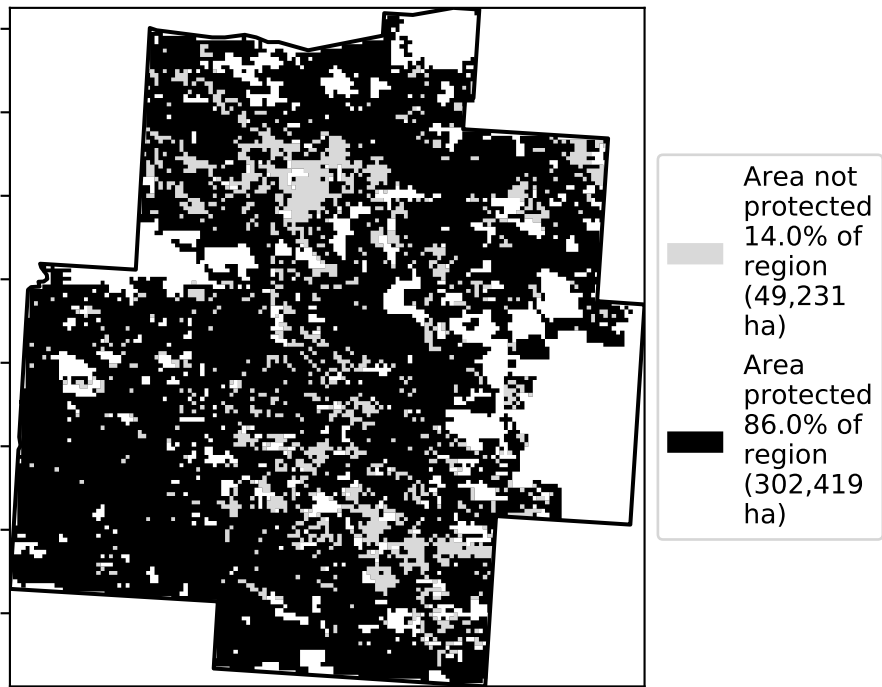 Area not
protected
14.0% of
region
(49,231
ha)
Area
protected
86.0% of
region
(302,419
ha)